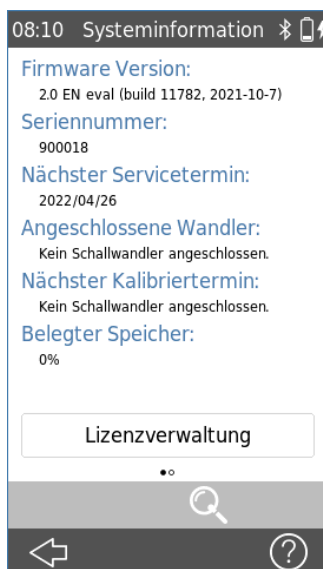 08:10 Systeminformation
Firmware Version:
2.0 EN eval (build 11782, 2021-10-7)
Seriennummer:
900018
Nächster Servicetermin:
2022/04/26
Angeschlossene Wandler:
Kein Schallwandler angeschlossen.
Nächster Kalibriertermin:
Kein Schallwandler angeschlossen.
Belegter Speicher:
0%
Lizenzverwaltung
?